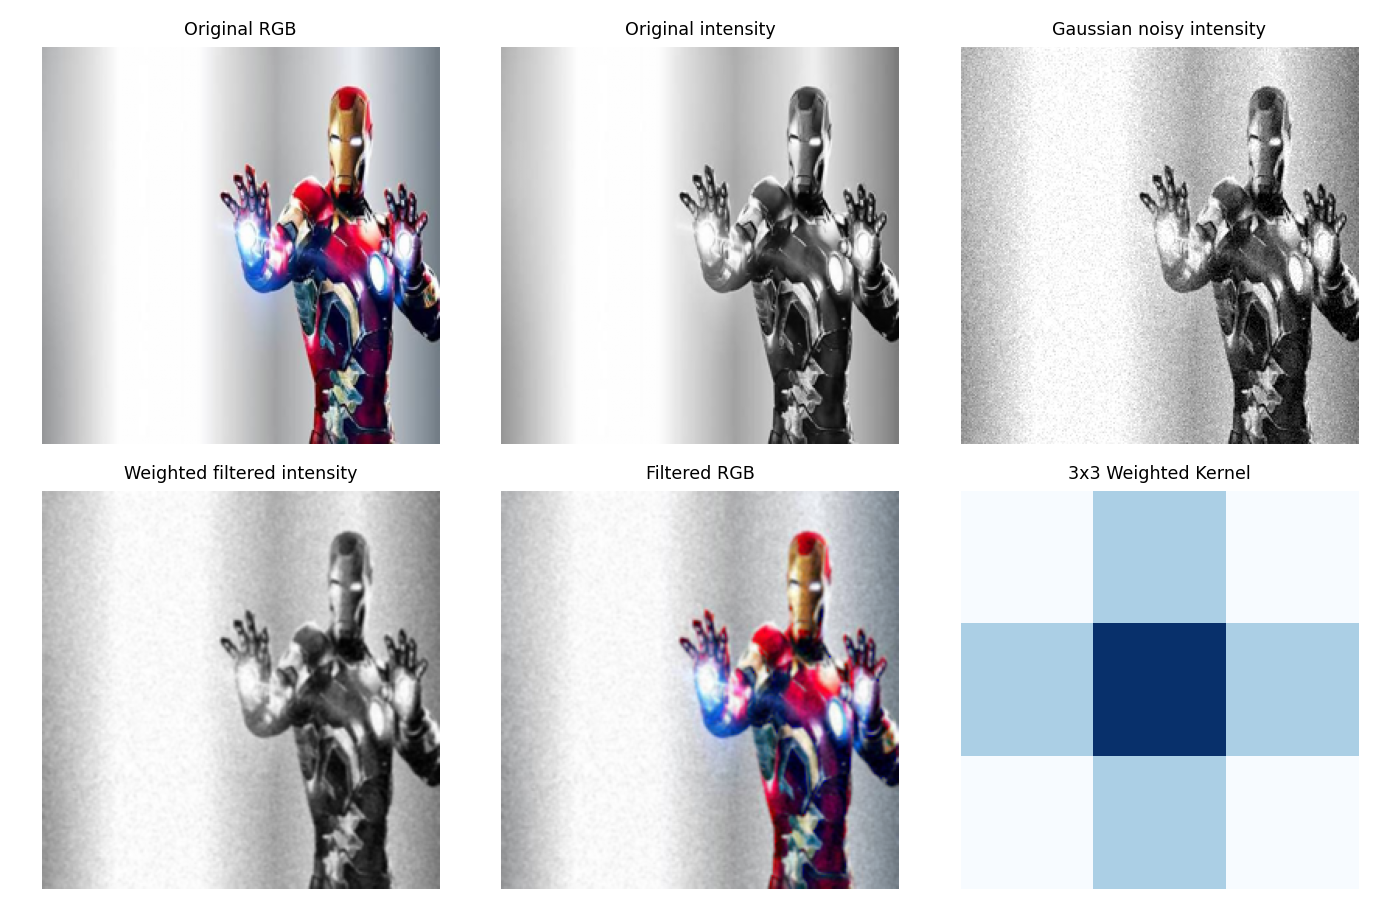 Original RGB
Original intensity
Gaussian noisy intensity
Weighted filtered intensity
Filtered RGB
3x3 Weighted Kernel